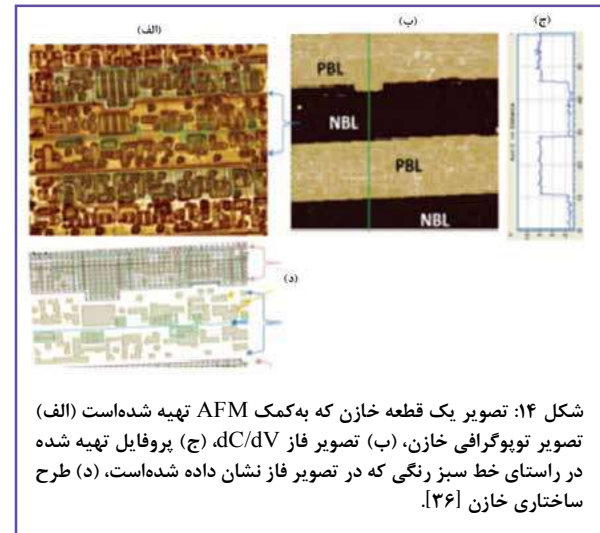 (الف)
(ب)
(ج)
PBL
NBL
PBL
NBL
(د)
شکل ۱۴: تصویر یک قطعه خازن که به‌کمک AFM تهیه شده‌است (الف)
تصویر توپوگرافی خازن، (ب) تصویر فاز dC/dV، (ج) پروفایل تهیه شده
در راستای خط سبز رنگی که در تصویر فاز نشان داده شده‌است، (د) طرح
ساختاری خازن [۳۶].